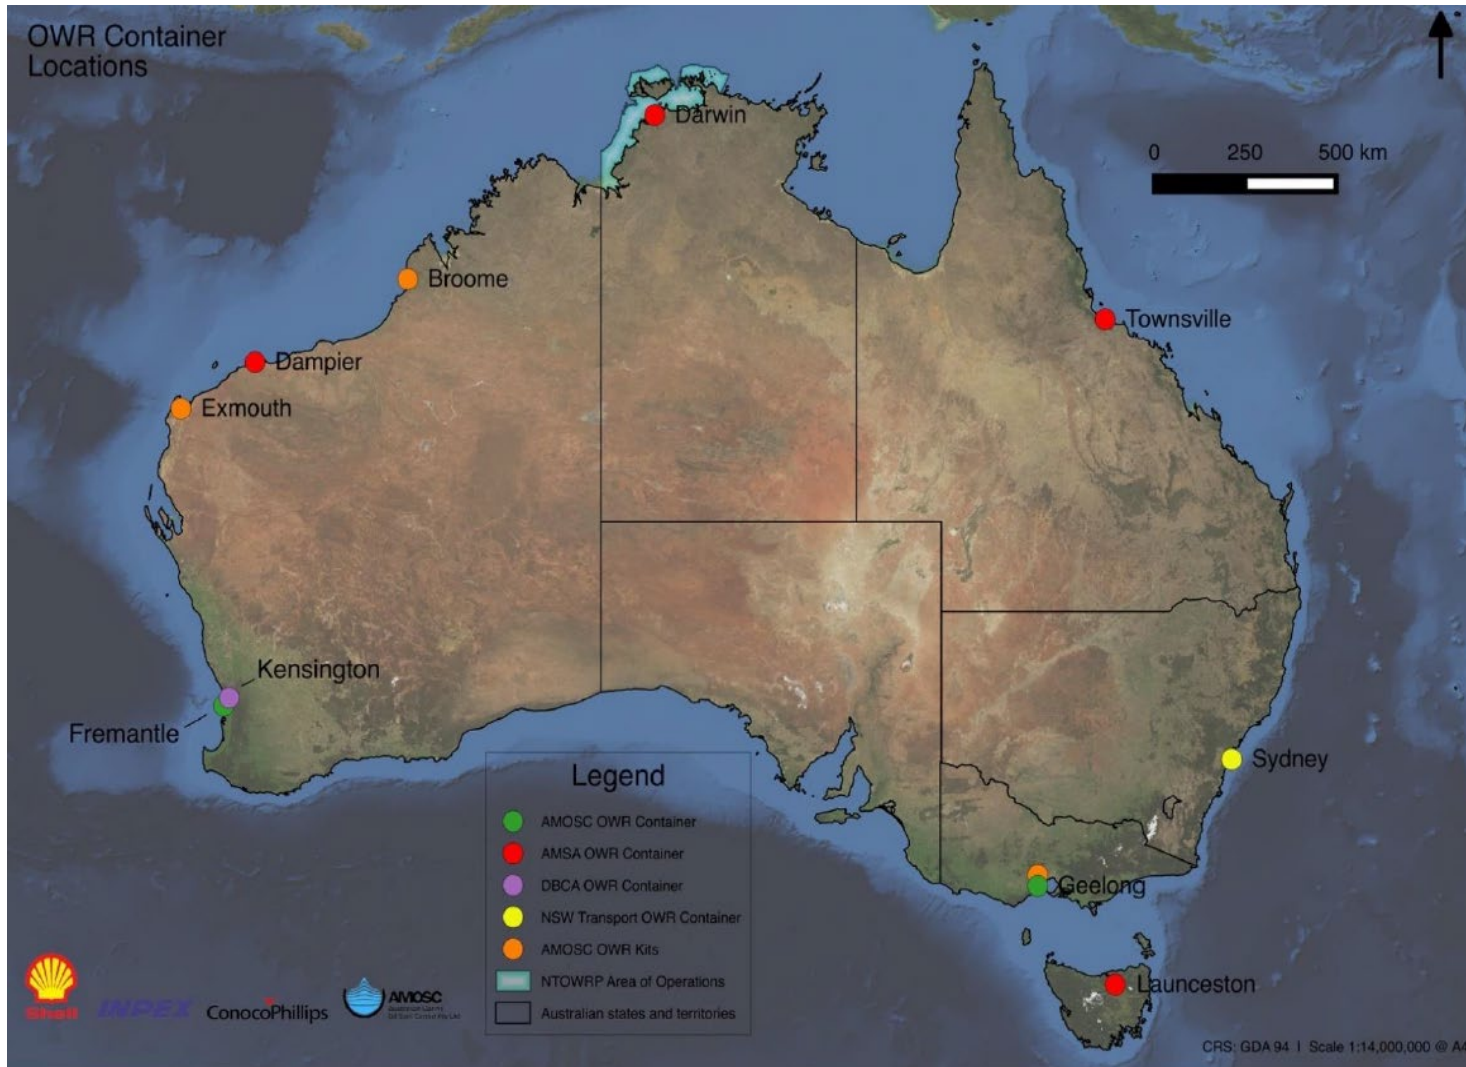 OWR Container
Locations
Darwin
0 250 500 km
Broome
Townsville
Dampier
Exmouth
Kensington
Fremantle
Sydney
Legend
AMOSC OWR Container
AMSA OWR Container
DBCA OWR Container
NSW Transport OWR Container
AMOSC OWR Kits
NTOWRP Area of Operations
Australian states and territories
Geelong
Launceston
Shell
INPEX
ConocoPhillips
AMOSC
CRS: GDA 94 I Scale 1:14,000,000 @ A4